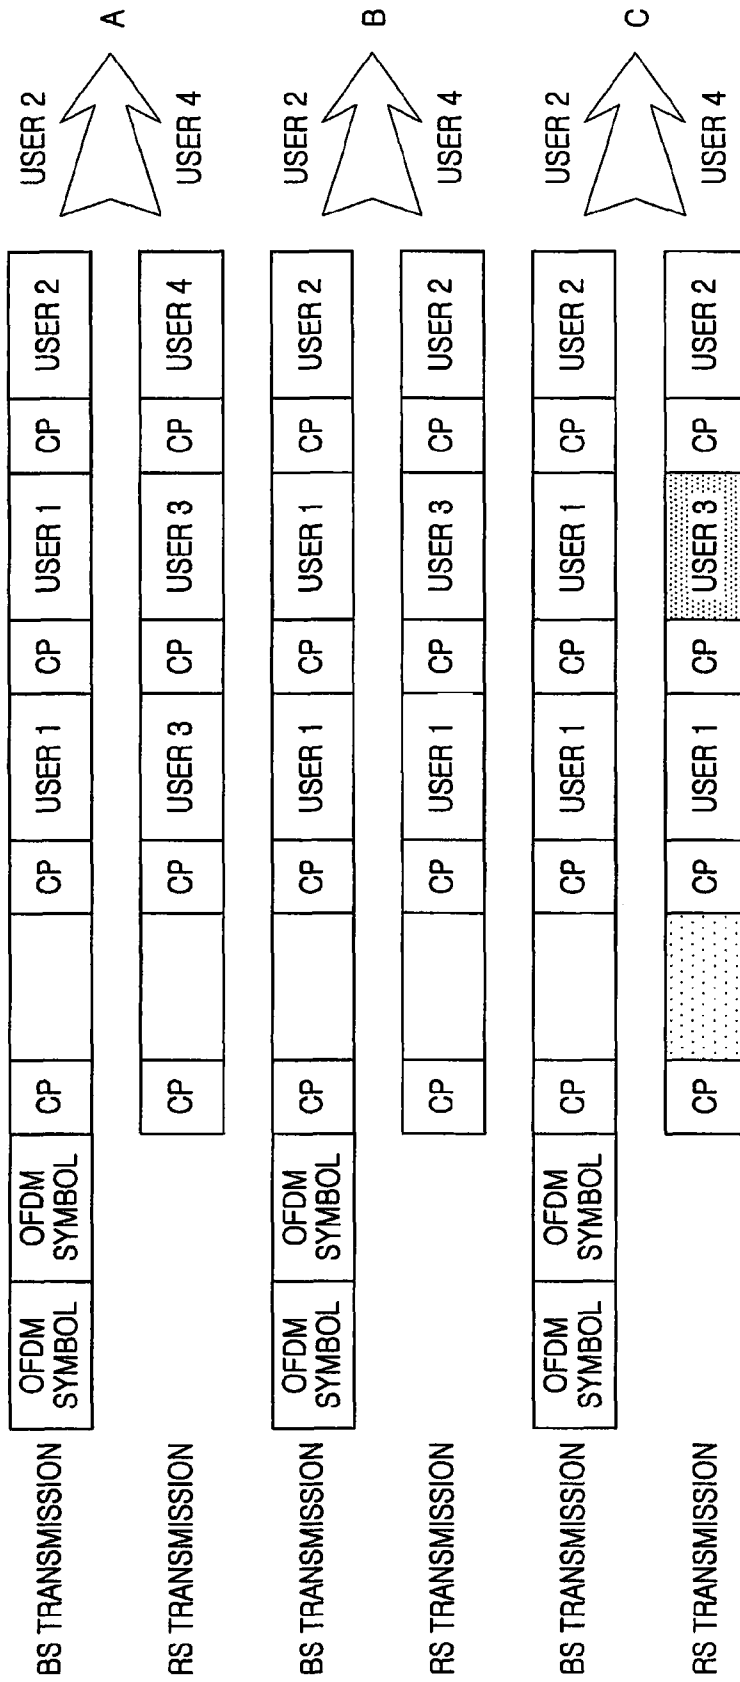 BS TRANSMISSION
OFDM
SYMBOL
OFDM
SYMBOL
CP
CP
USER 1
CP
USER 1
CP
USER 2
USER 2
A
RS TRANSMISSION
CP
CP
USER 3
CP
USER 3
CP
USER 4
USER 4
BS TRANSMISSION
OFDM
SYMBOL
OFDM
SYMBOL
CP
CP
USER 1
CP
USER 1
CP
USER 2
USER 2
B
RS TRANSMISSION
CP
CP
USER 1
CP
USER 3
CP
USER 2
USER 4
BS TRANSMISSION
OFDM
SYMBOL
OFDM
SYMBOL
CP
CP
USER 1
CP
USER 1
CP
USER 2
USER 2
C
RS TRANSMISSION
CP
CP
USER 1
CP
USER 3
CP
USER 2
USER 4